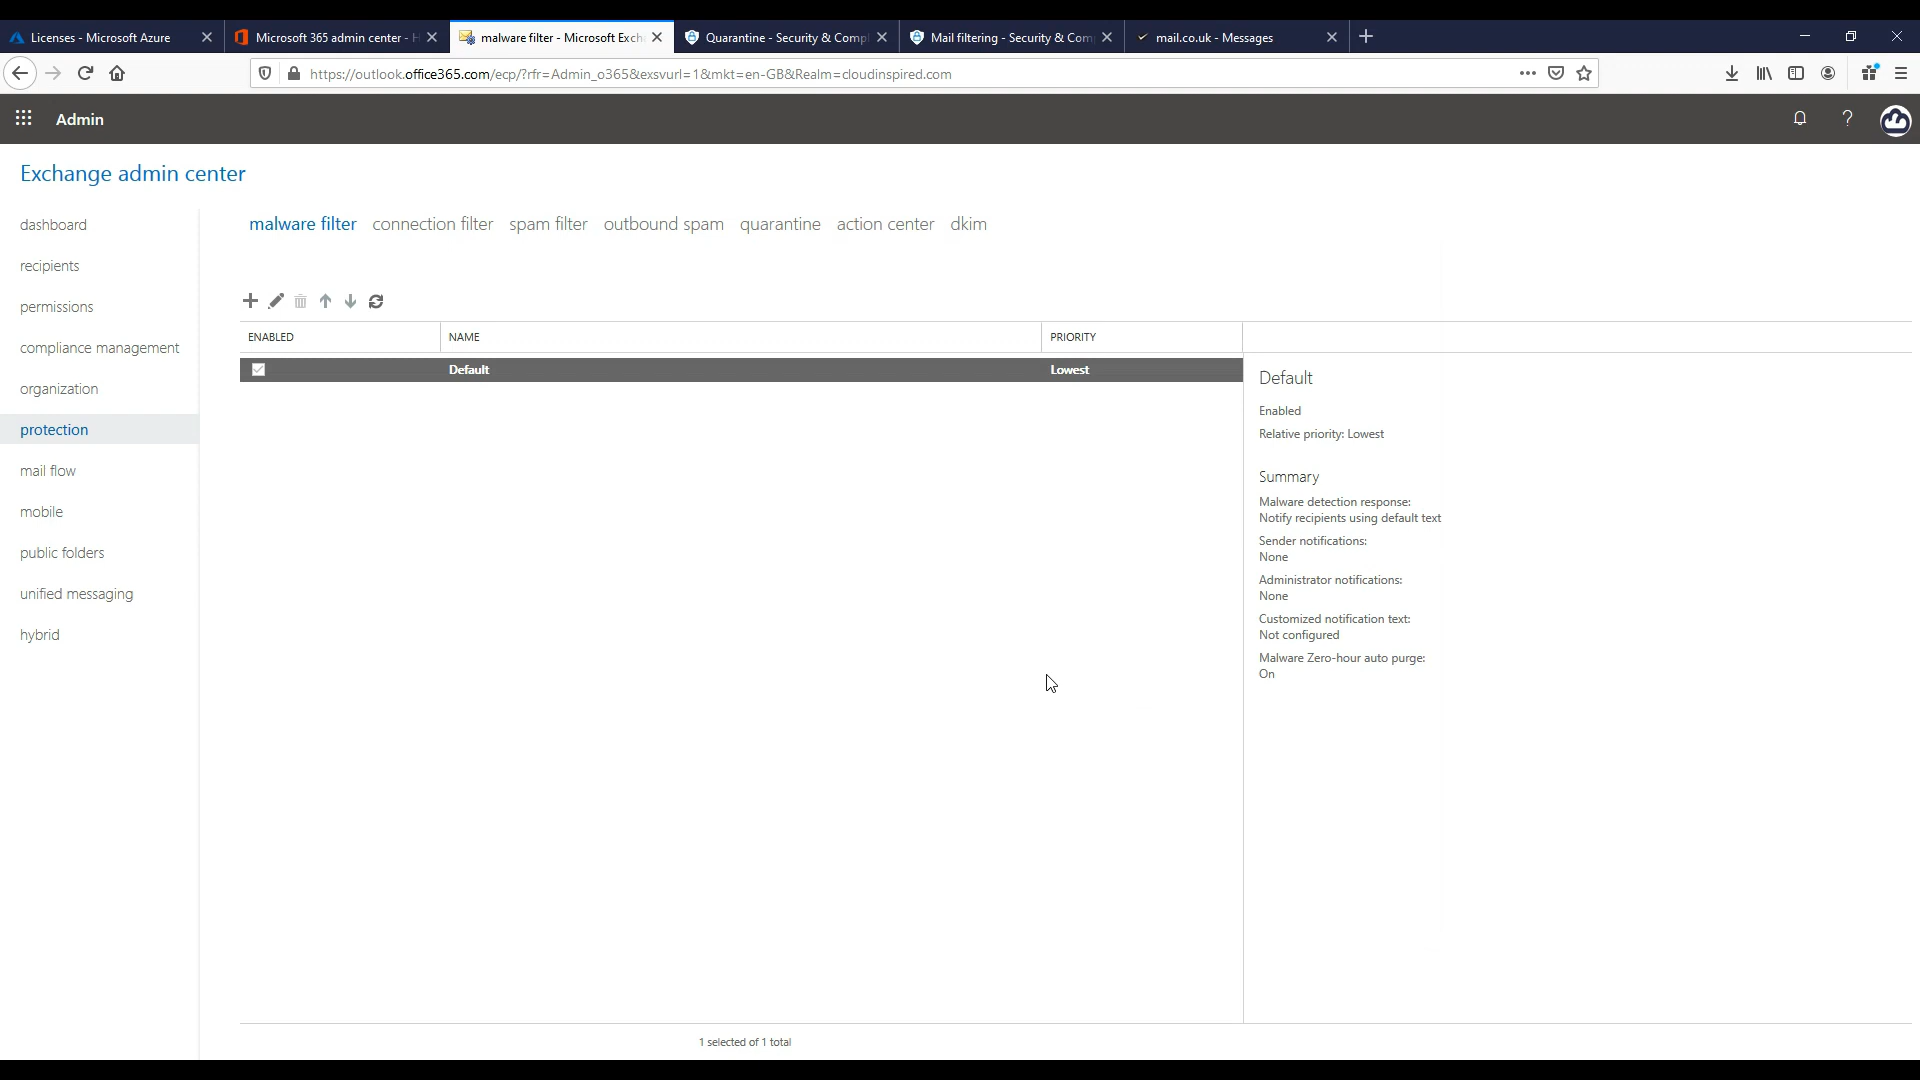 Licenses - Microsoft Azure
Microsoft 365 admin center - H
malware filter - Microsoft Exch
Quarantine - Security & Compl
Mail filtering - Security & Com
mail.co.uk - Messages
https://outlook.office365.com/ecp/?rfr=Admin_o365&exsvurl=1&mkt=en-GB&Realm=cloudinspired.com
Admin
Exchange admin center
dashboard
recipients
permissions
compliance management
organization
protection
mail flow
mobile
public folders
unified messaging
hybrid
malware filter connection filter spam filter outbound spam quarantine action center dkim
ENABLED NAME PRIORITY
Default Lowest
Default
Enabled
Relative priority: Lowest
Summary
Malware detection response:
Notify recipients using default text
Sender notifications:
None
Administrator notifications:
None
Customized notification text:
Not configured
Malware Zero-hour auto purge:
On
1 selected of 1 total